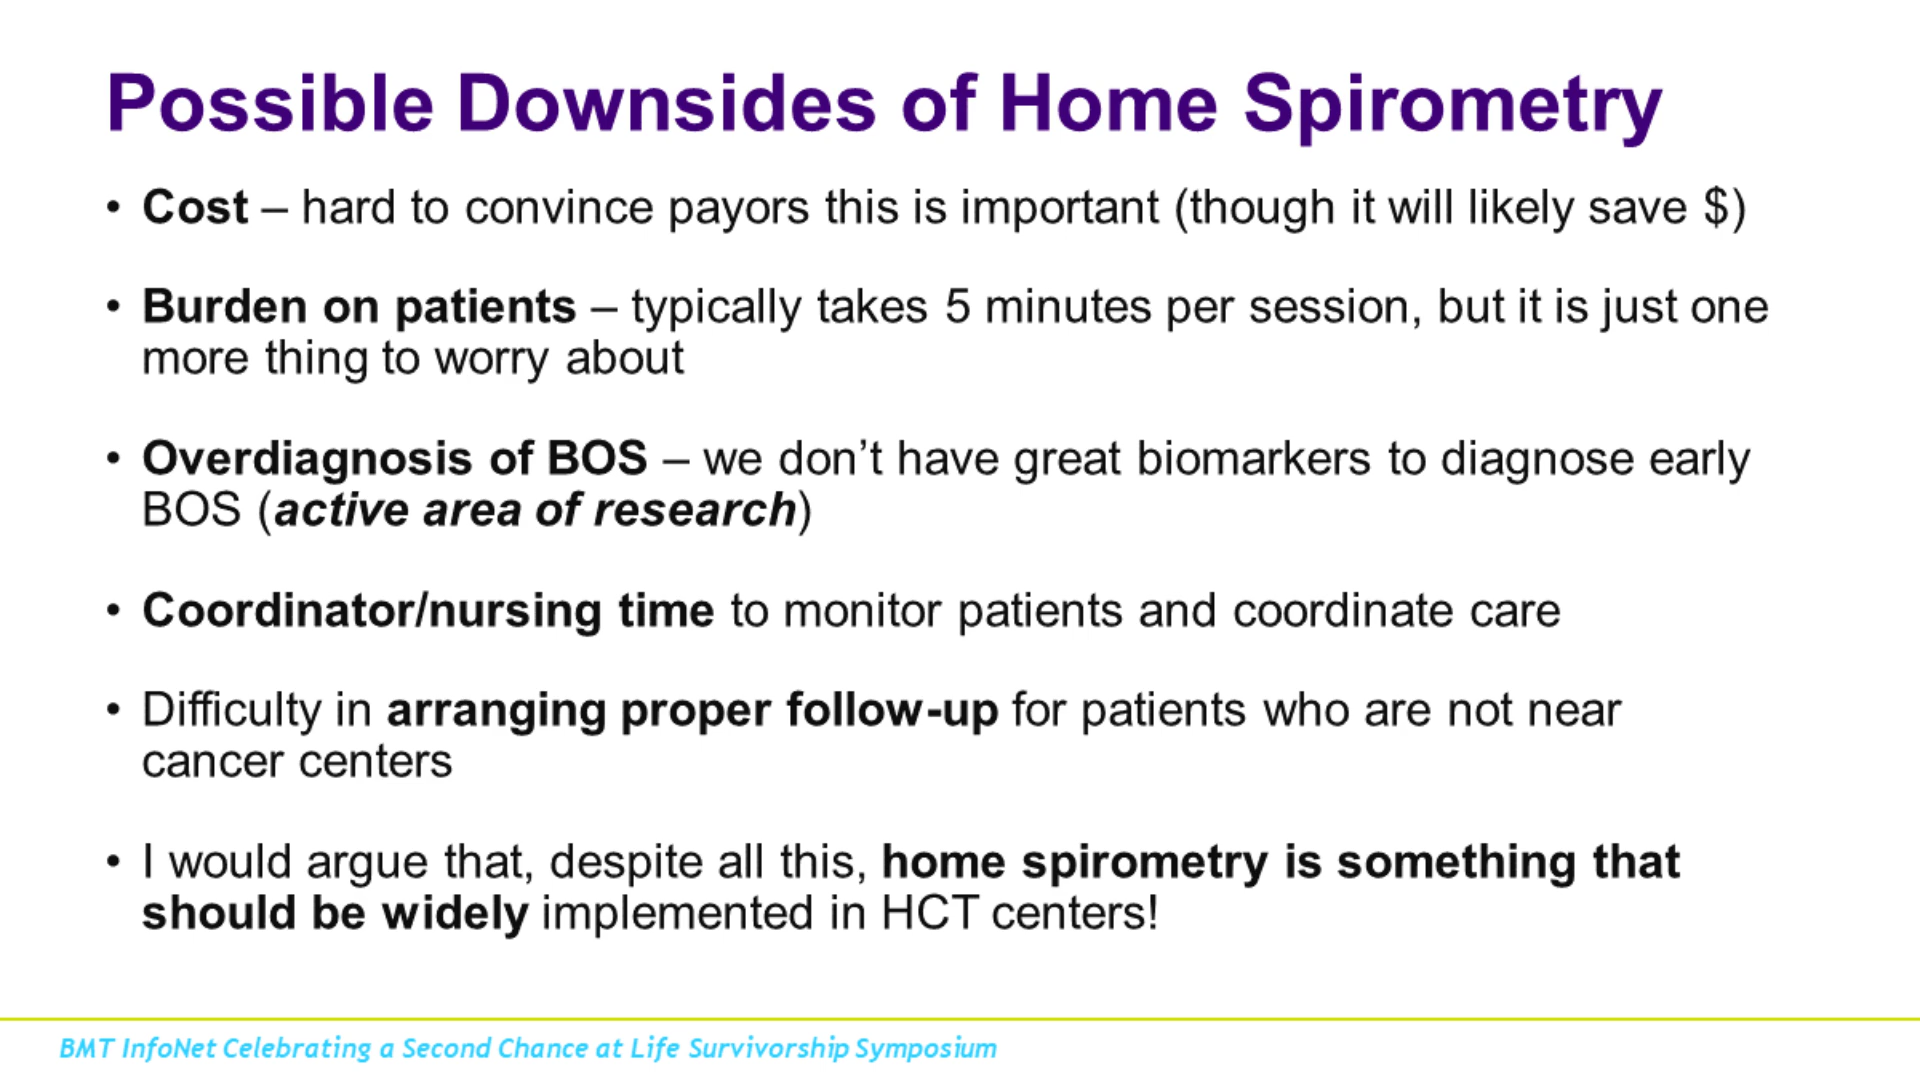 Possible Downsides of Home Spirometry
• Cost – hard to convince payors this is important (though it will likely save $)
• Burden on patients – typically takes 5 minutes per session, but it is just one
more thing to worry about
• Overdiagnosis of BOS – we don’t have great biomarkers to diagnose early
BOS (active area of research)
• Coordinator/nursing time to monitor patients and coordinate care
• Difficulty in arranging proper follow-up for patients who are not near
cancer centers
• I would argue that, despite all this, home spirometry is something that
should be widely implemented in HCT centers!
BMT InfoNet Celebrating a Second Chance at Life Survivorship Symposium